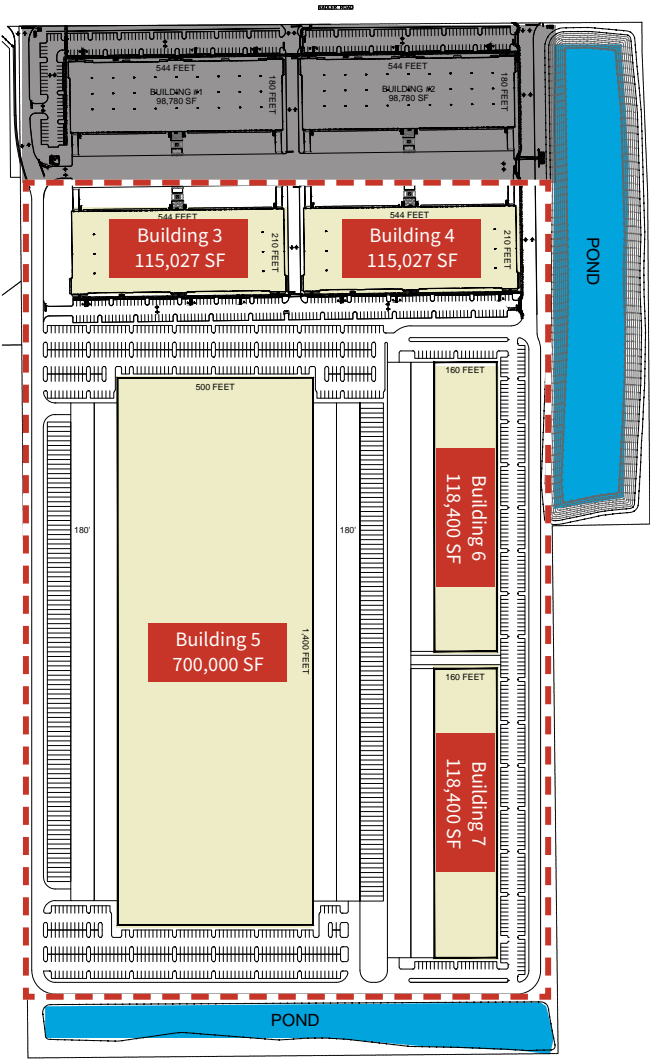 544 FEET
544 FEET
BUILDING #1
98,780 SF
180 FEET
BUILDING #2
98,780 SF
180 FEET
544 FEET
544 FEET
Building 3
115,027 SF
210 FEET
Building 4
115,027 SF
210 FEET
POND
500 FEET
160 FEET
Building 6
118,400 SF
180'
180'
Building 5
700,000 SF
1,400 FEET
160 FEET
Building 7
118,400 SF
POND